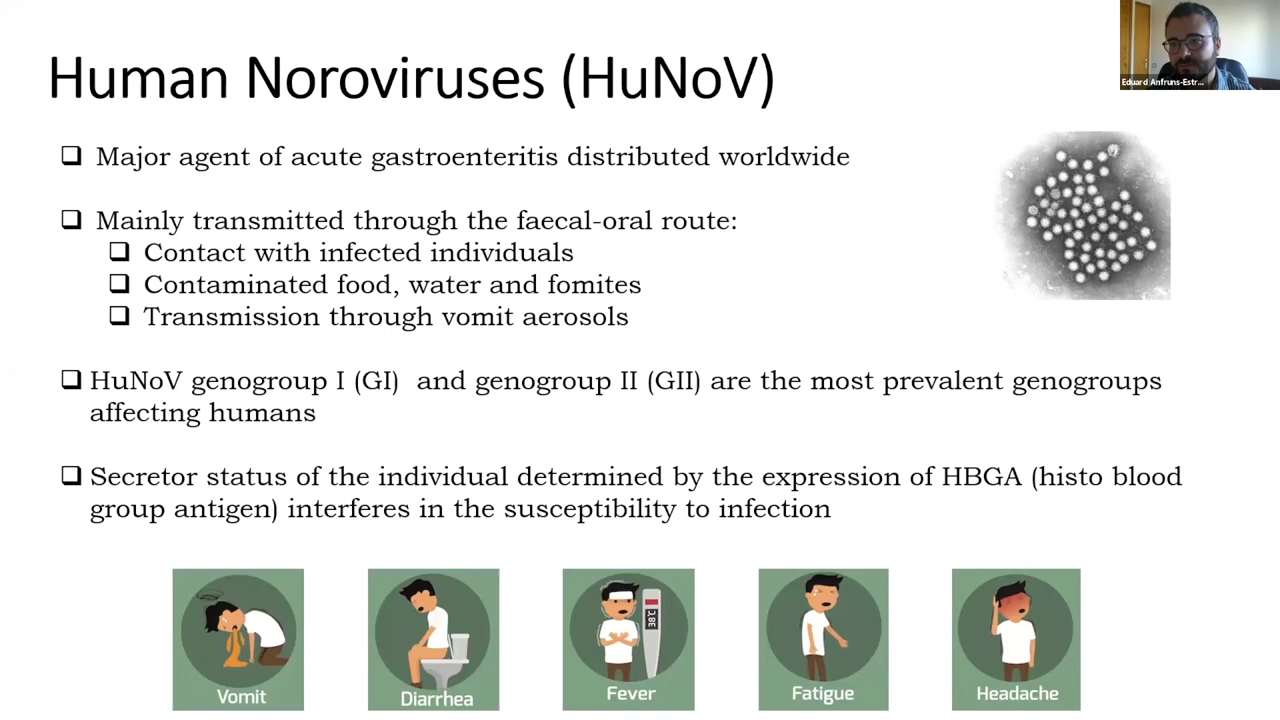 Human Noroviruses (HuNoV)
Eduard Anfruns-Estr...
Major agent of acute gastroenteritis distributed worldwide
Mainly transmitted through the faecal-oral route:
Contact with infected individuals
Contaminated food, water and fomites
Transmission through vomit aerosols
HuNoV genogroup I (GI) and genogroup II (GII) are the most prevalent genogroups
affecting humans
Secretor status of the individual determined by the expression of HBGA (histo blood
group antigen) interferes in the susceptibility to infection
Vomit
Diarrhea
Fever
Fatigue
Headache